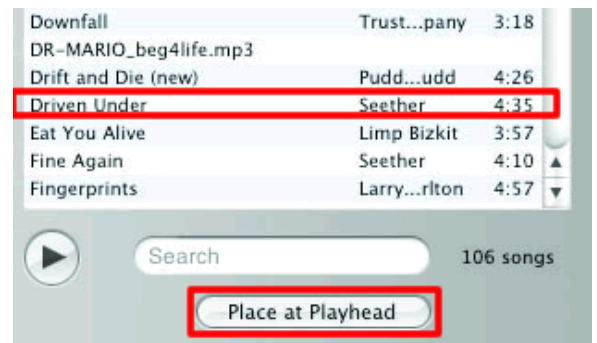 Downfall Trust...pany 3:18
DR-MARIO_beg4life.mp3
Drift and Die (new) Pudd...udd 4:26
Driven Under Seether 4:35
Eat You Alive Limp Bizkit 3:57
Fine Again Seether 4:10
Fingerprints Larry...rlton 4:57
Search 106 songs
Place at Playhead